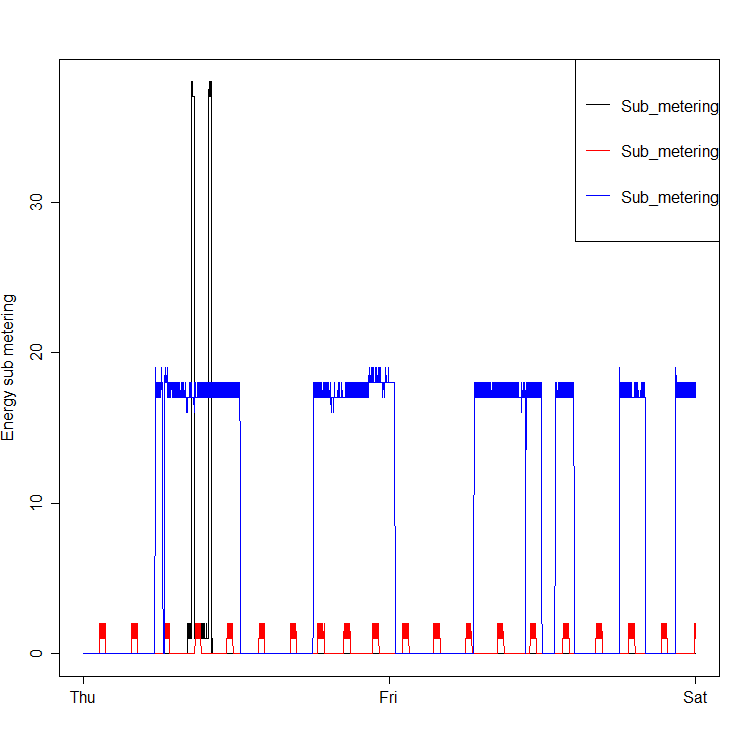 Sub_metering
Sub_metering
Sub_metering
Energy sub metering
30
20
10
0
Thu Fri Sat